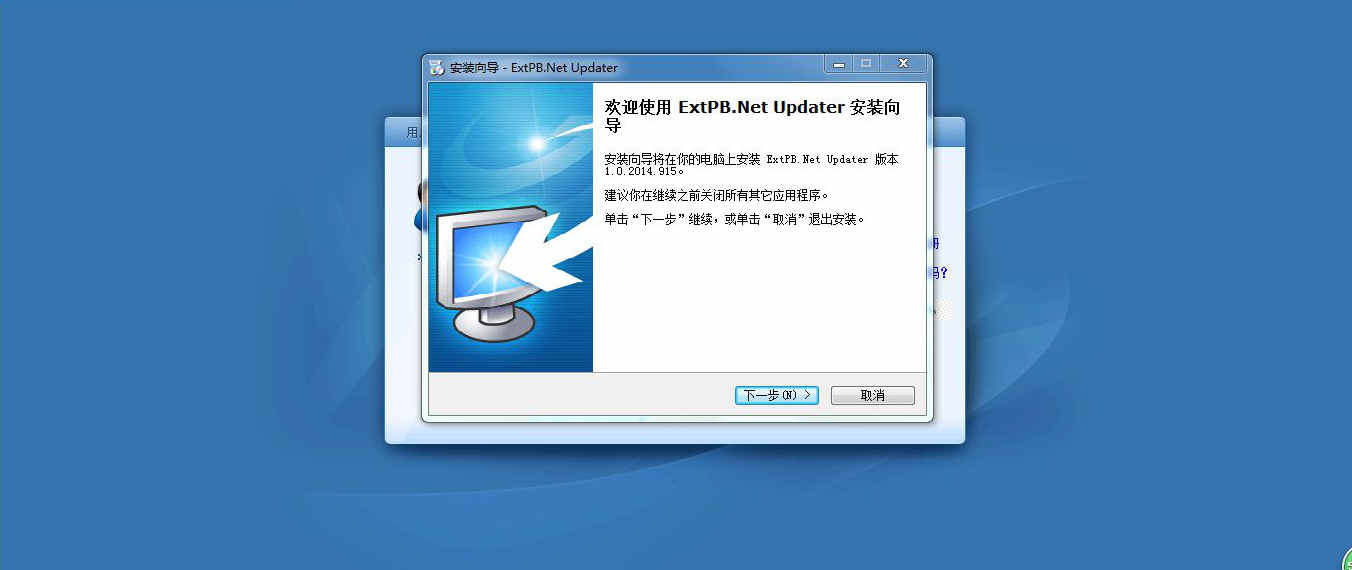 安装向导 - ExtPB.Net Updater
欢迎使用 ExtPB.Net Updater 安装向
导
安装向导将在你的电脑上安装 ExtPB.Net Updater 版本
1.0.2014.915。
建议你在继续之前关闭所有其它应用程序。
单击“下一步”继续，或单击“取消”退出安装。
用
册
吗?
下一步(N) >
取消